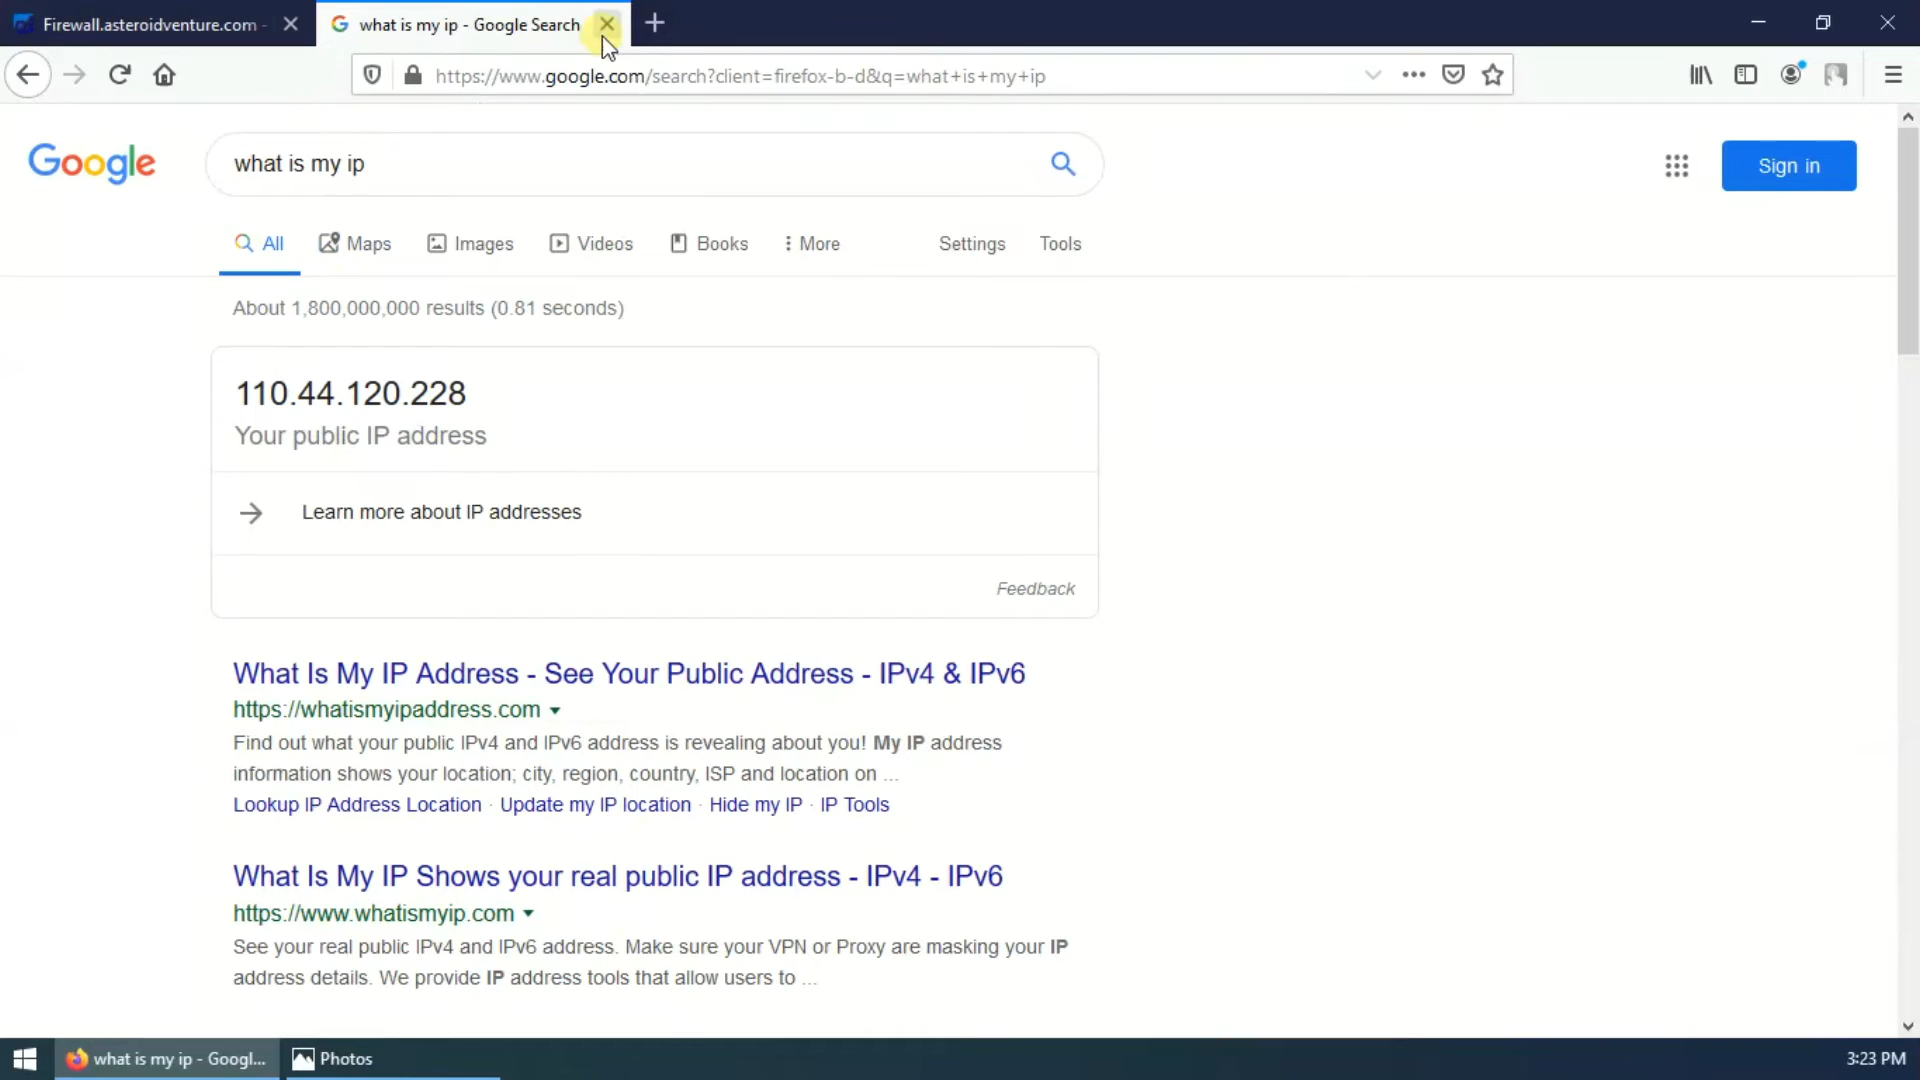 Firewall.asteroidventure.com -
what is my ip - Google Search
https://www.google.com/search?client=firefox-b-d&q=what+is+my+ip
Google
what is my ip
Sign in
All
Maps
Images
Videos
Books
More
Settings
Tools
About 1,800,000,000 results (0.81 seconds)
110.44.120.228
Your public IP address
Learn more about IP addresses
Feedback
What Is My IP Address - See Your Public Address - IPv4 & IPv6
https://whatismyipaddress.com
Find out what your public IPv4 and IPv6 address is revealing about you! My IP address
information shows your location; city, region, country, ISP and location on ...
Lookup IP Address Location · Update my IP location · Hide my IP · IP Tools
What Is My IP Shows your real public IP address - IPv4 - IPv6
https://www.whatismyip.com
See your real public IPv4 and IPv6 address. Make sure your VPN or Proxy are masking your IP
address details. We provide IP address tools that allow users to ...
what is my ip - Googl...
Photos
3:23 PM